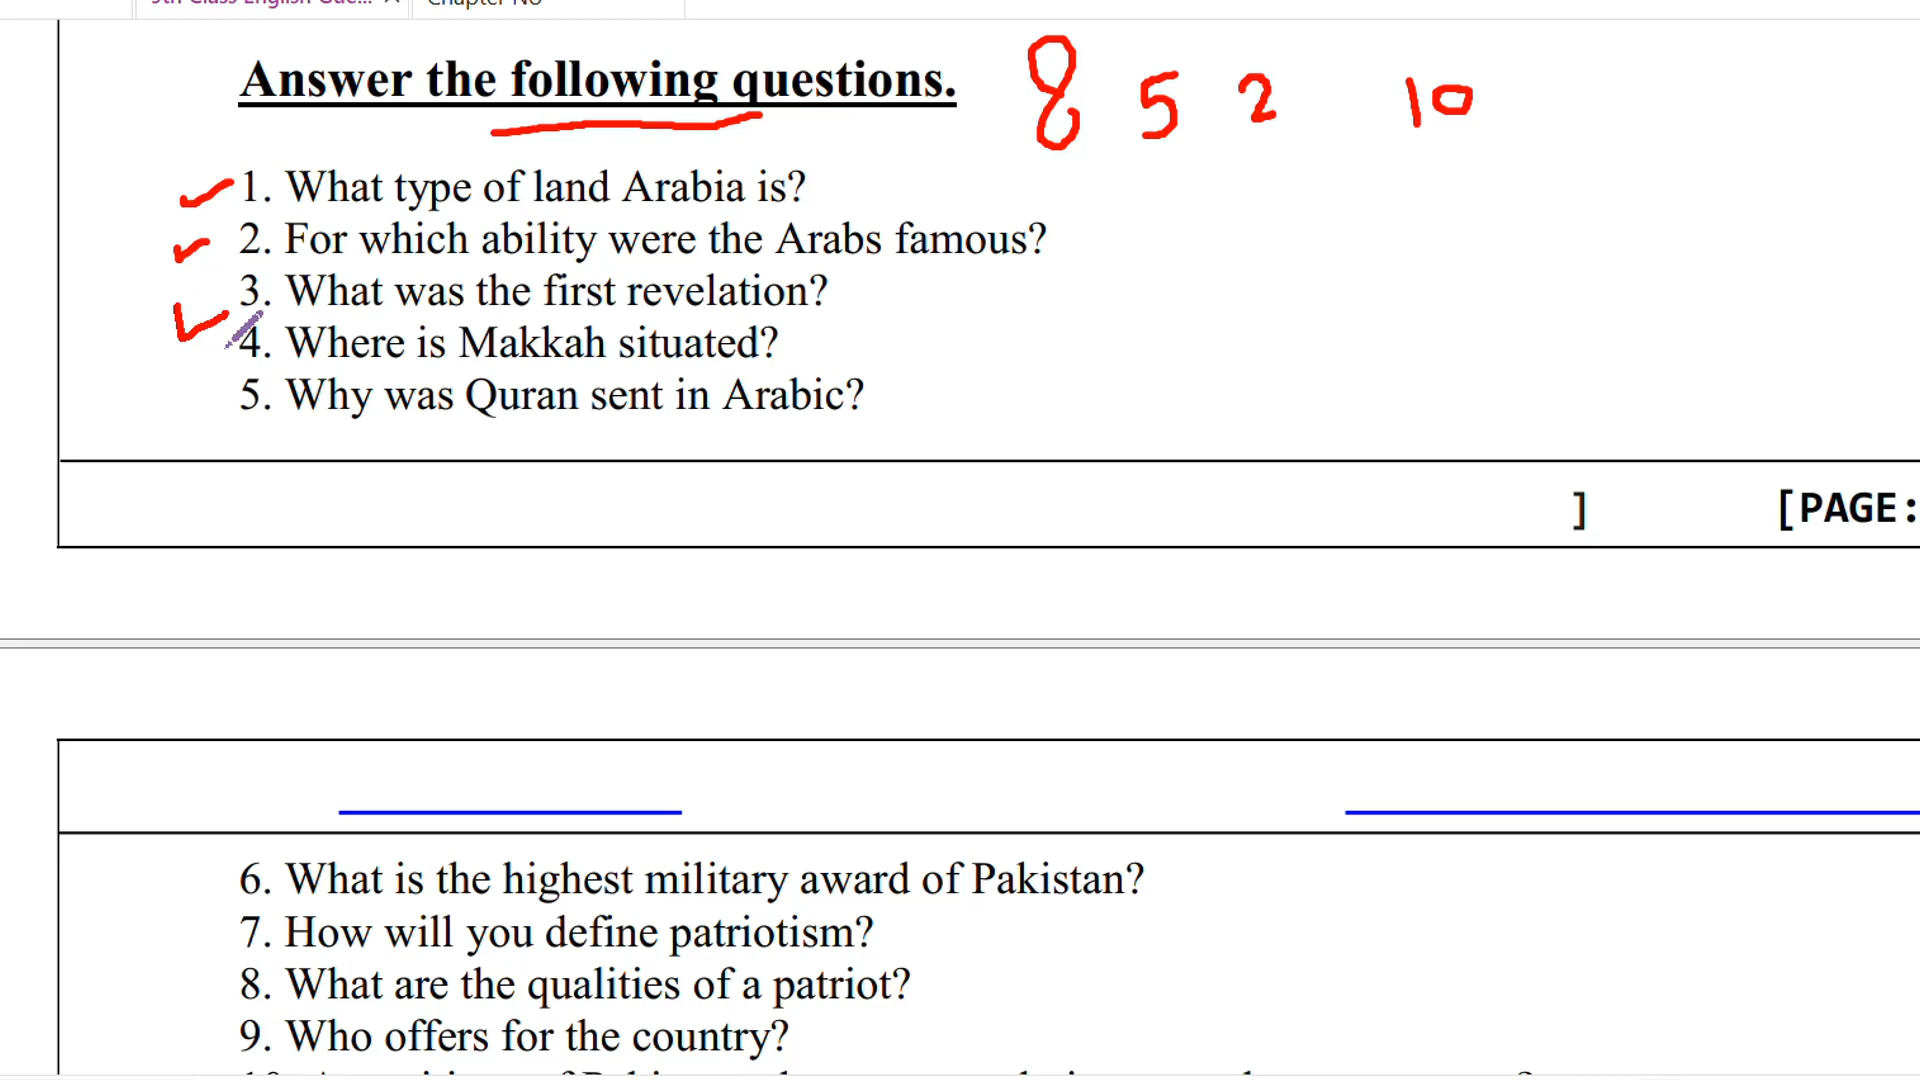 Answer the following questions. 8 5 2 10
1. What type of land Arabia is?
2. For which ability were the Arabs famous?
3. What was the first revelation?
4. Where is Makkah situated?
5. Why was Quran sent in Arabic?
] [PAGE:
6. What is the highest military award of Pakistan?
7. How will you define patriotism?
8. What are the qualities of a patriot?
9. Who offers for the country?